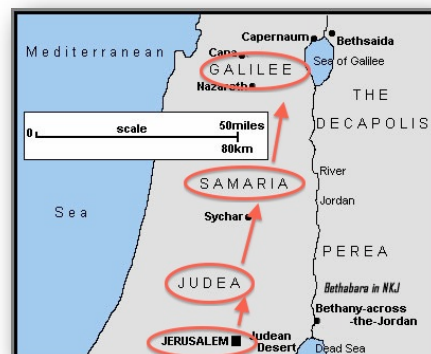 Capernaum
Bethsaida
Mediterranean
Cana
GALILEE
Sea of Galilee
Nazareth
THE
DECAPOLIS
0 scale 50miles
80km
SAMARIA
River
Jordan
Sea
Sychar
PEREA
JUDEA
Bethabara in NKJ
Bethany-across
-the-Jordan
JERUSALEM
Judean
Desert
Dead Sea